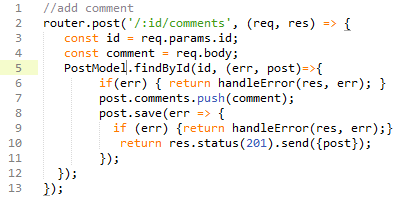 1 //add comment
2 router.post('/:id/comments', (req, res) => {
3 const id = req.params.id;
4 const comment = req.body;
5 PostModel.findById(id, (err, post)=>{
6 if(err) { return handleError(res, err); }
7 post.comments.push(comment);
8 post.save(err => {
9 if (err) {return handleError(res, err);}
10 return res.status(201).send({post});
11 });
12 });
13 });